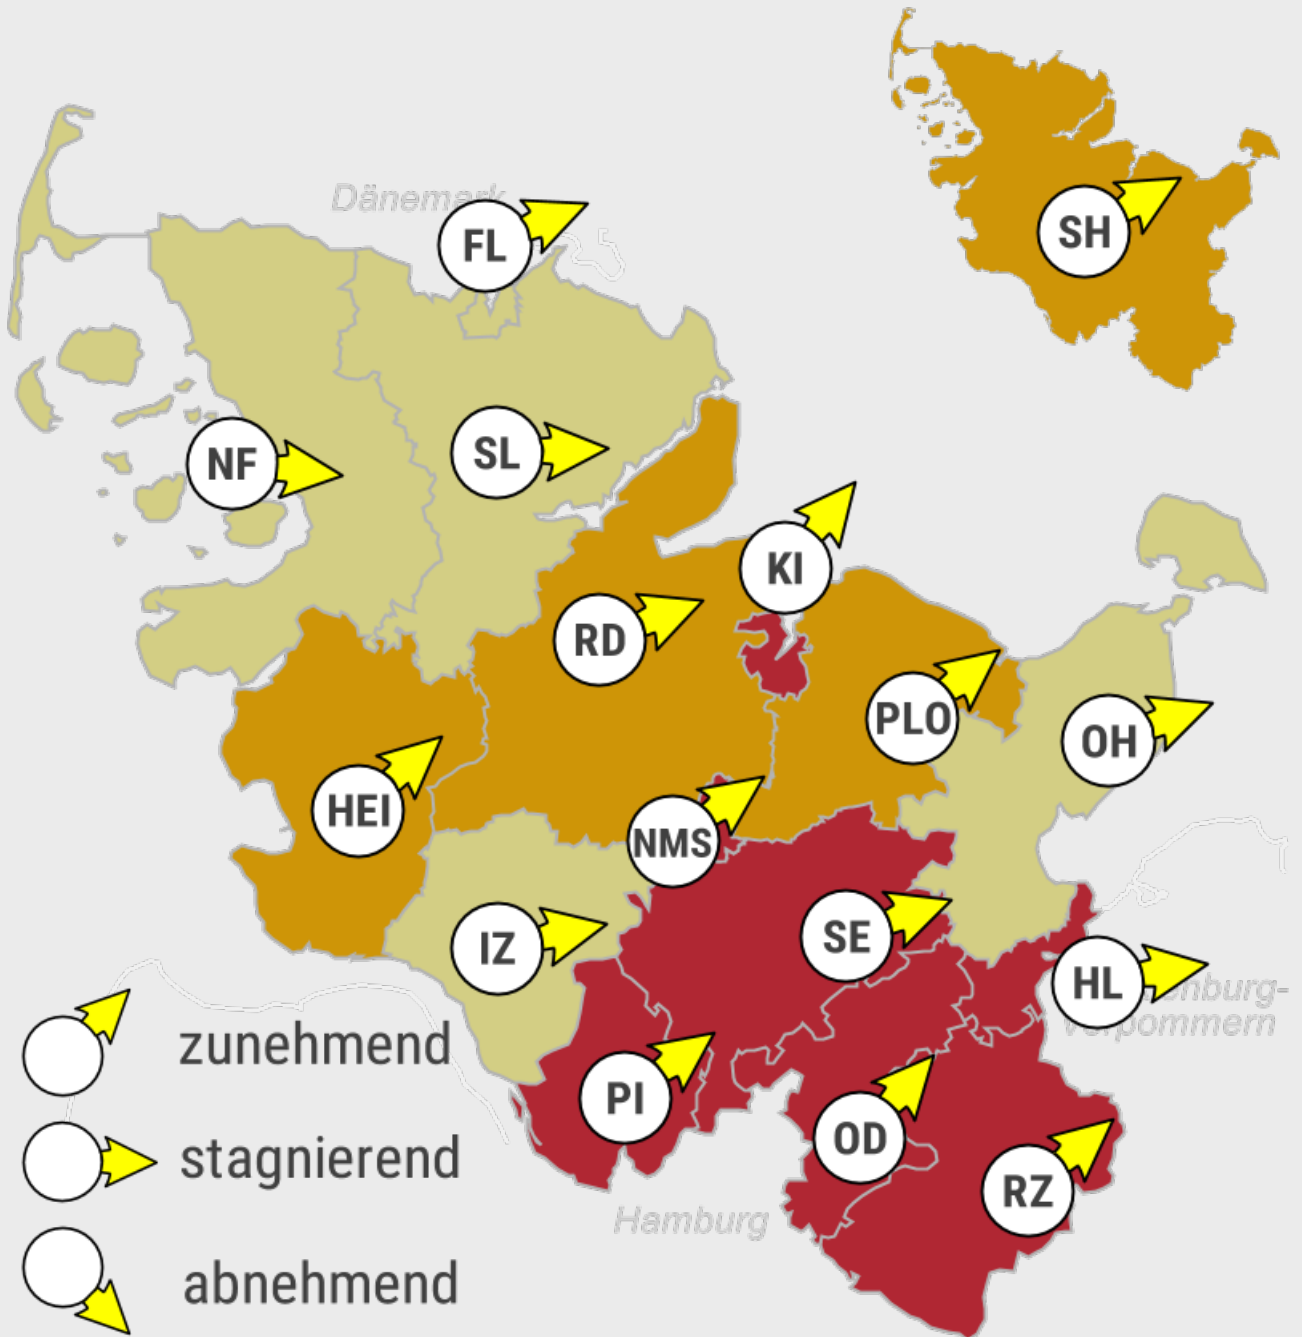 Dänemark
FL
SH
NF
SL
KI
RD
PLO
OH
HEI
NMS
IZ
SE
HL
pommern
zunehmend
PI
OD
stagnierend
RZ
Hamburg
abnehmend